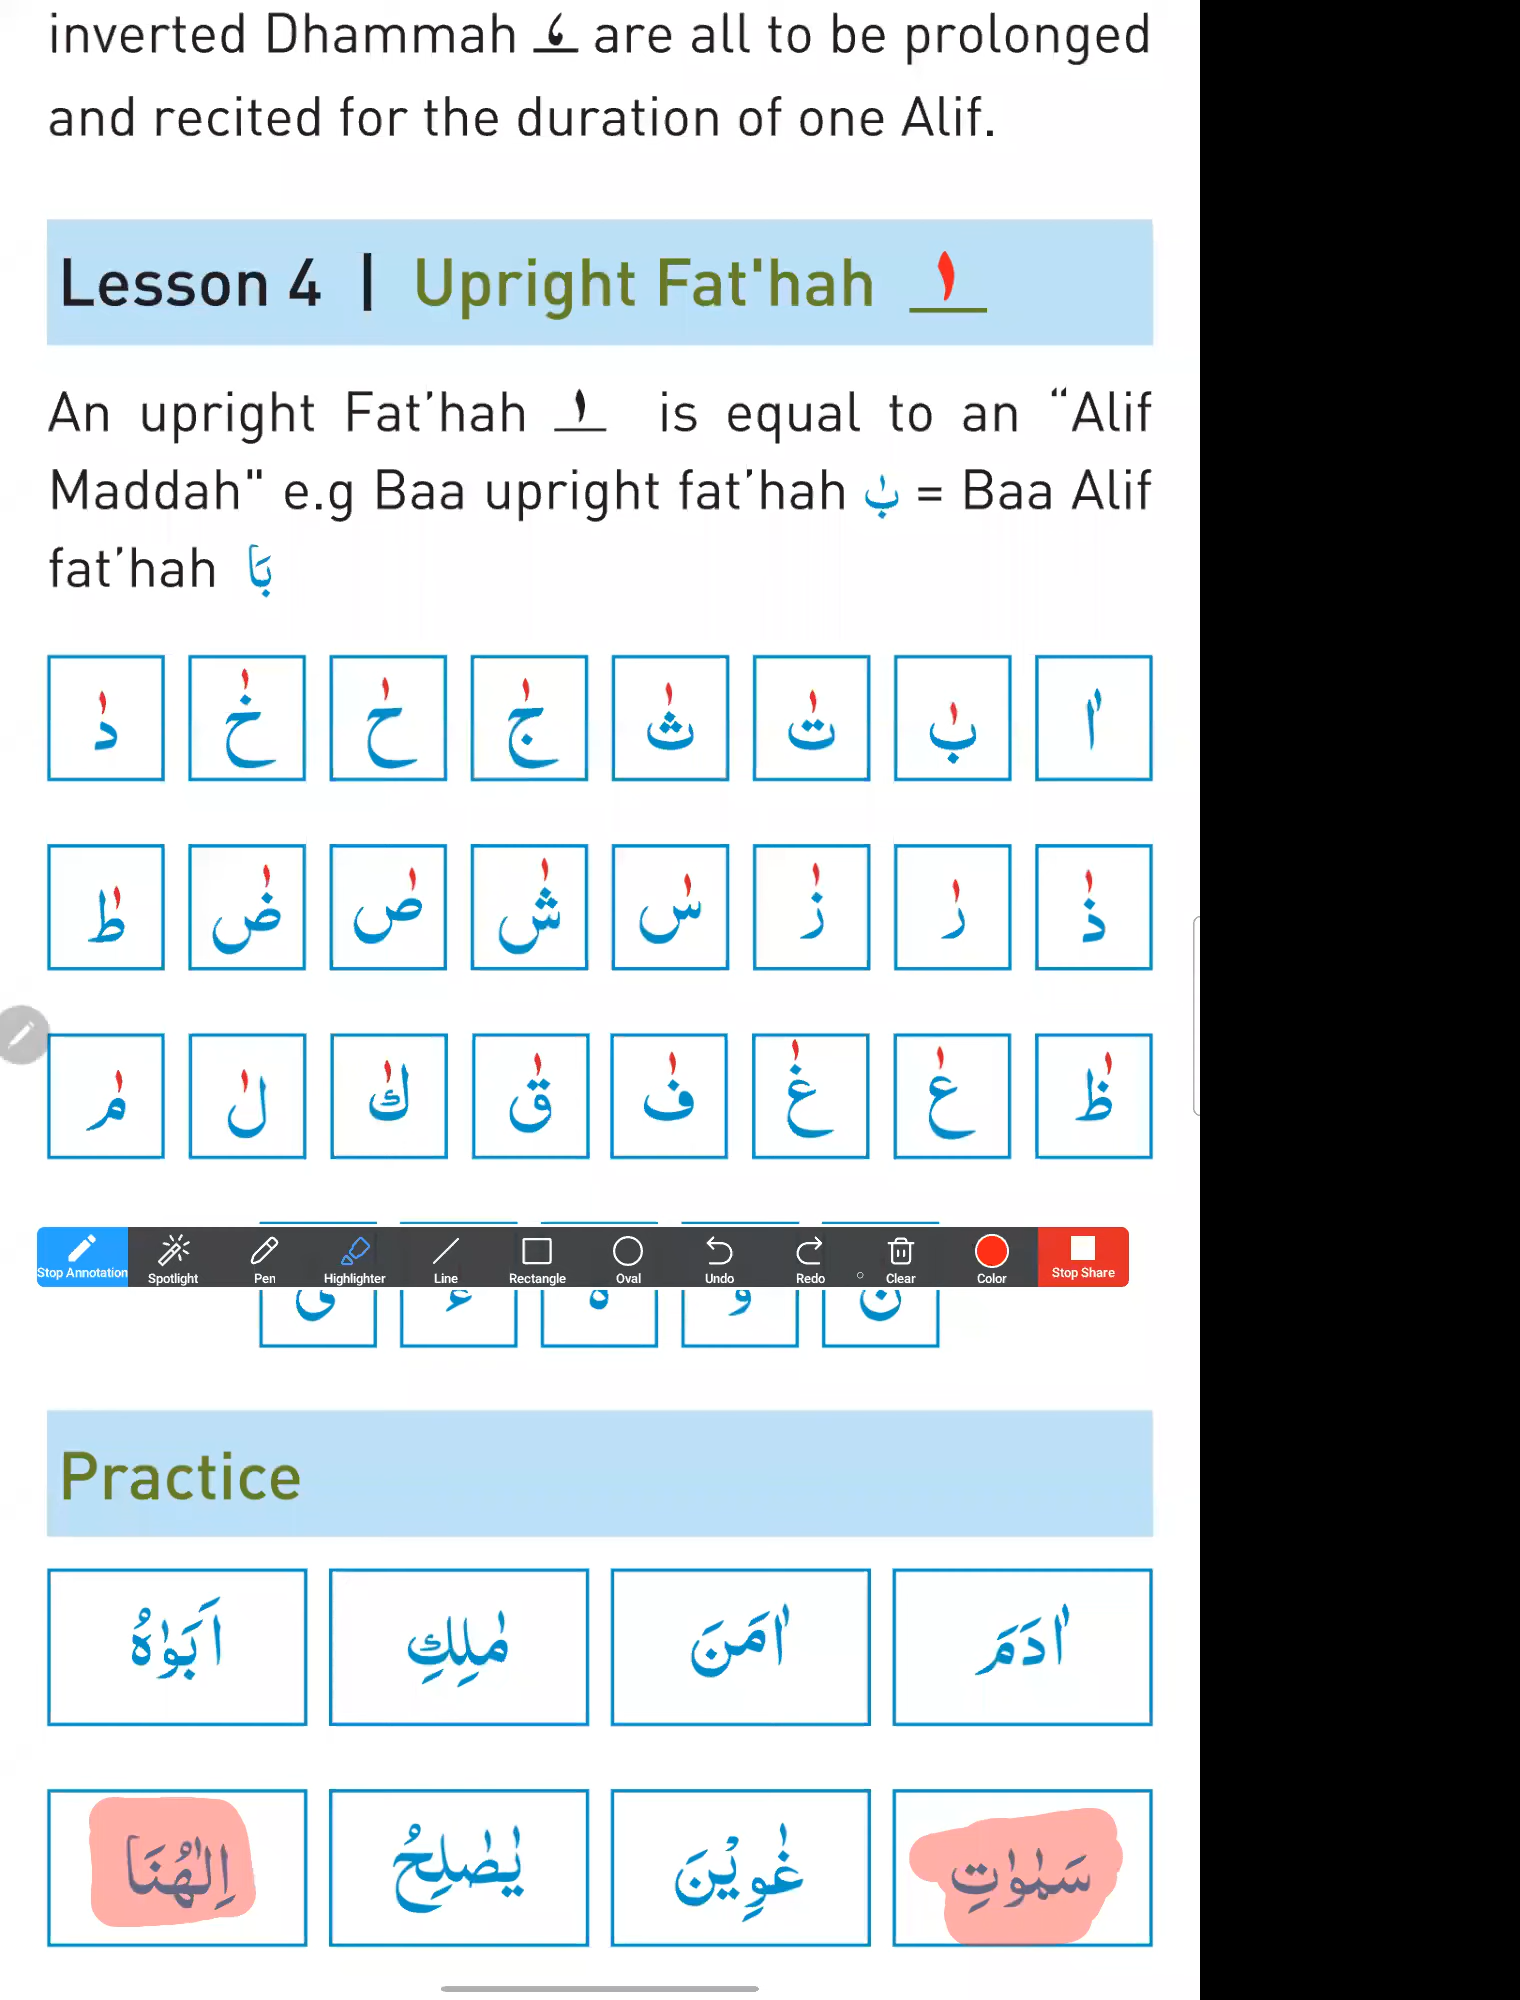 inverted Dhammah ـٗ are all to be prolonged
and recited for the duration of one Alif.
Lesson 4 | Upright Fat'hah ـٰ
An upright Fat’hah ـٰ is equal to an “Alif
Maddah" e.g Baa upright fat’hah بٰ = Baa Alif
fat’hah بَا
اٰ بٰ تٰ ثٰ جٰ حٰ خٰ دٰ
ذٰ رٰ زٰ سٰ شٰ صٰ ضٰ طٰ
ظٰ عٰ غٰ فٰ قٰ كٰ لٰ مٰ
Stop Annotation Spotlight Pen Highlighter Line Rectangle Oval Undo Redo Clear Color Stop Share
Practice
اٰدَمَ اٰمَنَ مٰلِكِ اَبَوٰهُ
سَمٰوٰتِ غٰوِيْنَ يٰصٰلِحُ اِلٰهُنَا